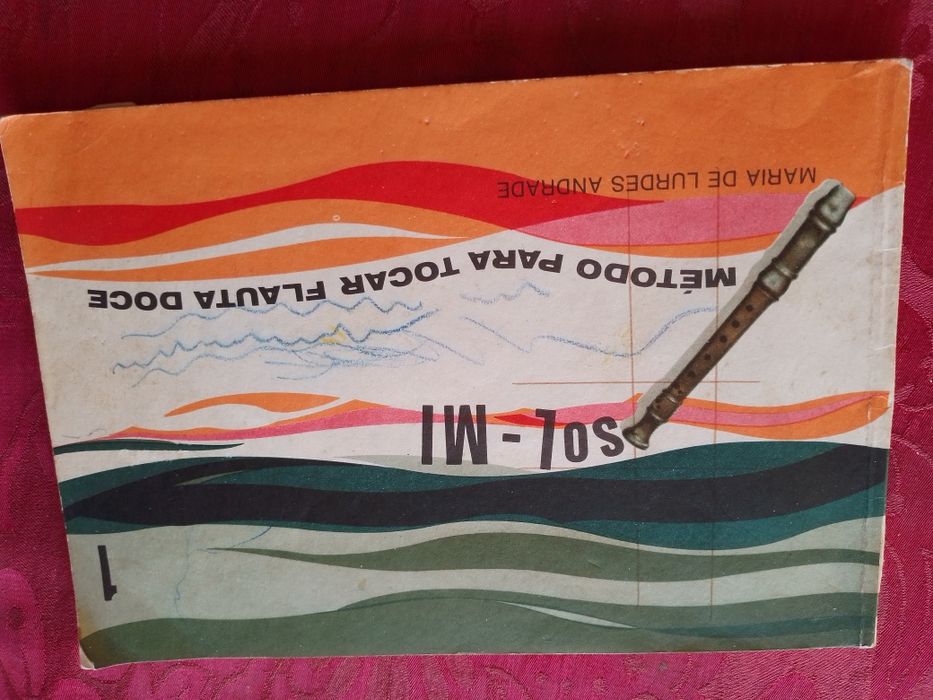 1
SOL - MI
MÉTODO PARA TOCAR FLAUTA DOCE
MARIA DE LURDES ANDRADE